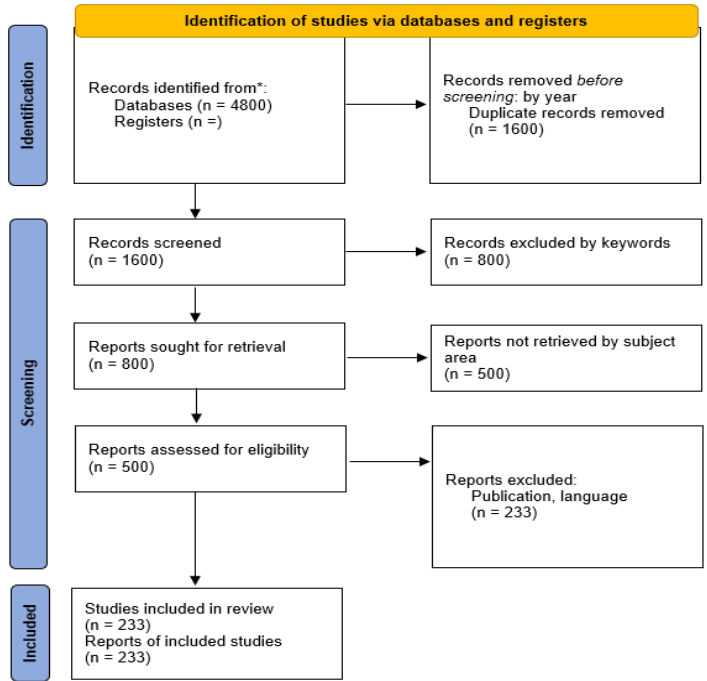 Identification of studies via databases and registers
Identification
Records identified from*:
Databases (n = 4800)
Registers (n =)
Records removed before
screening: by year
Duplicate records removed
(n = 1600)
Screening
Records screened
(n = 1600)
Records excluded by keywords
(n = 800)
Reports sought for retrieval
(n = 800)
Reports not retrieved by subject
area
(n = 500)
Reports assessed for eligibility
(n = 500)
Reports excluded:
Publication, language
(n = 233)
Included
Studies included in review
(n = 233)
Reports of included studies
(n = 233)